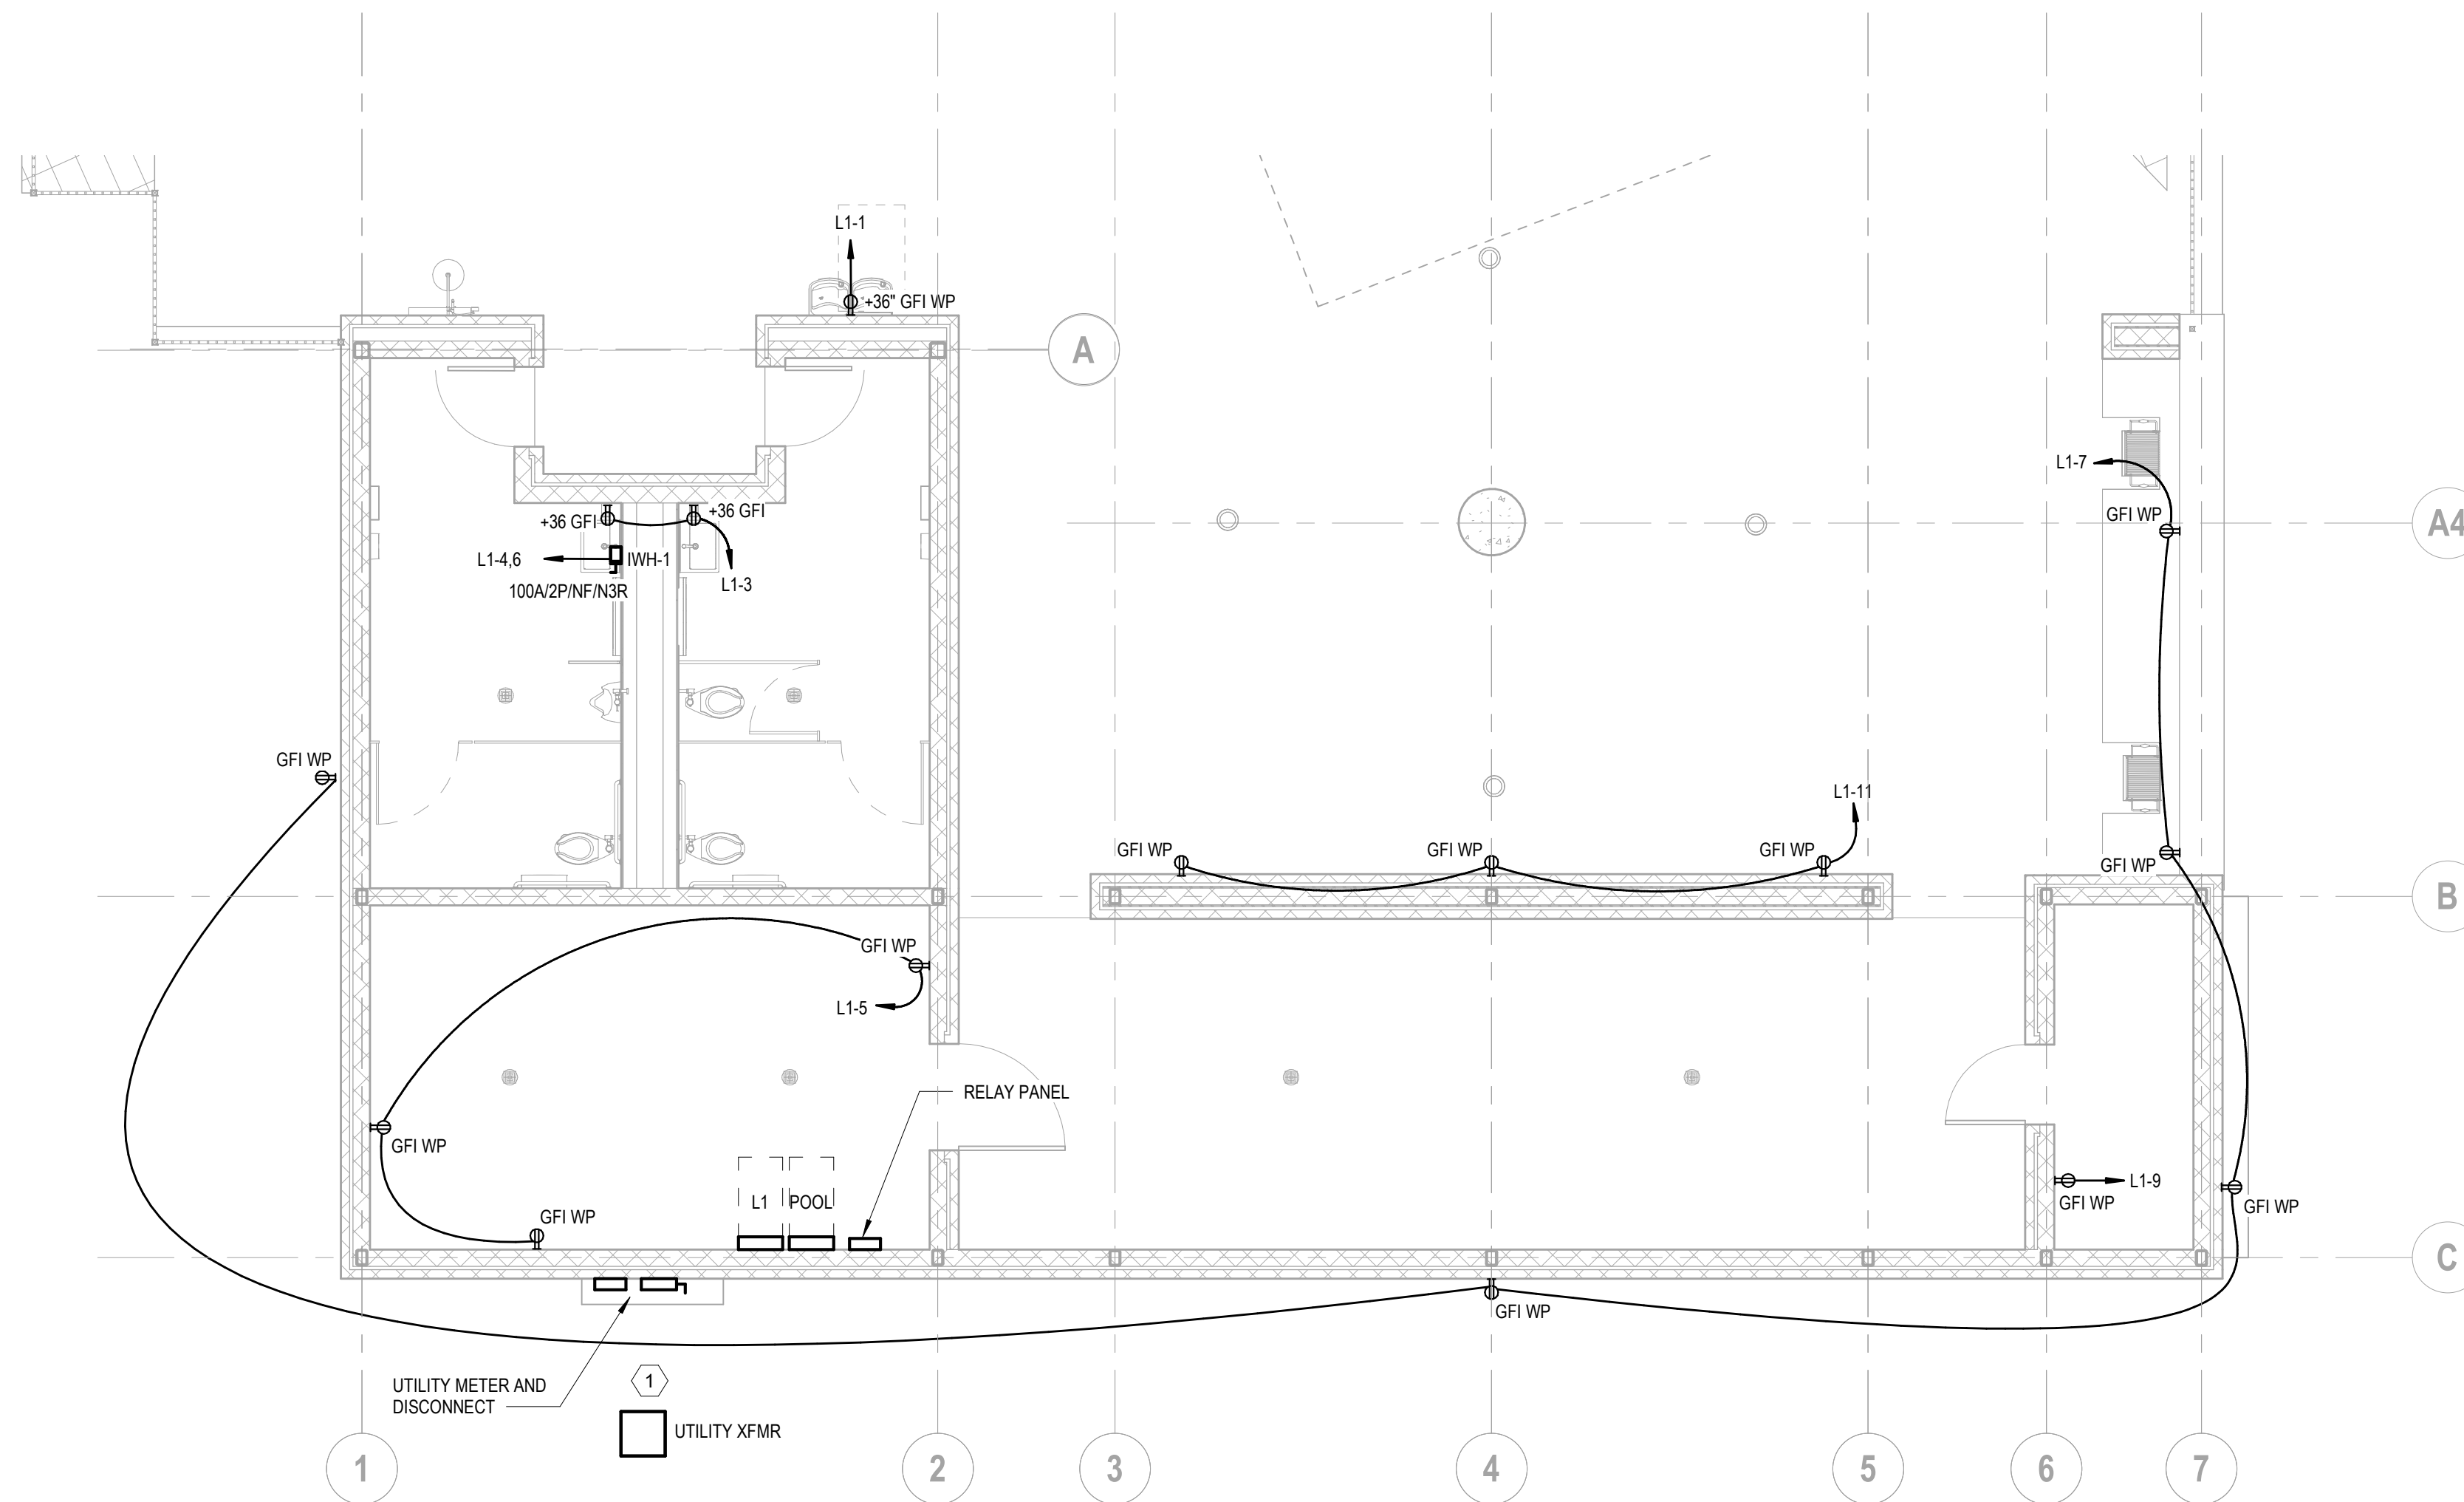 L1-1
+36" GFI WP
A
L1-7
+36 GFI
+36 GFI
GFI WP
A4
L1-4,6
IWH-1
L1-3
100A/2P/NF/N3R
GFI WP
L1-11
GFI WP
GFI WP
GFI WP
GFI WP
B
GFI WP
L1-5
RELAY PANEL
GFI WP
L1
POOL
L1-9
GFI WP
GFI WP
GFI WP
C
GFI WP
1
UTILITY METER AND
DISCONNECT
UTILITY XFMR
1
2
3
4
5
6
7